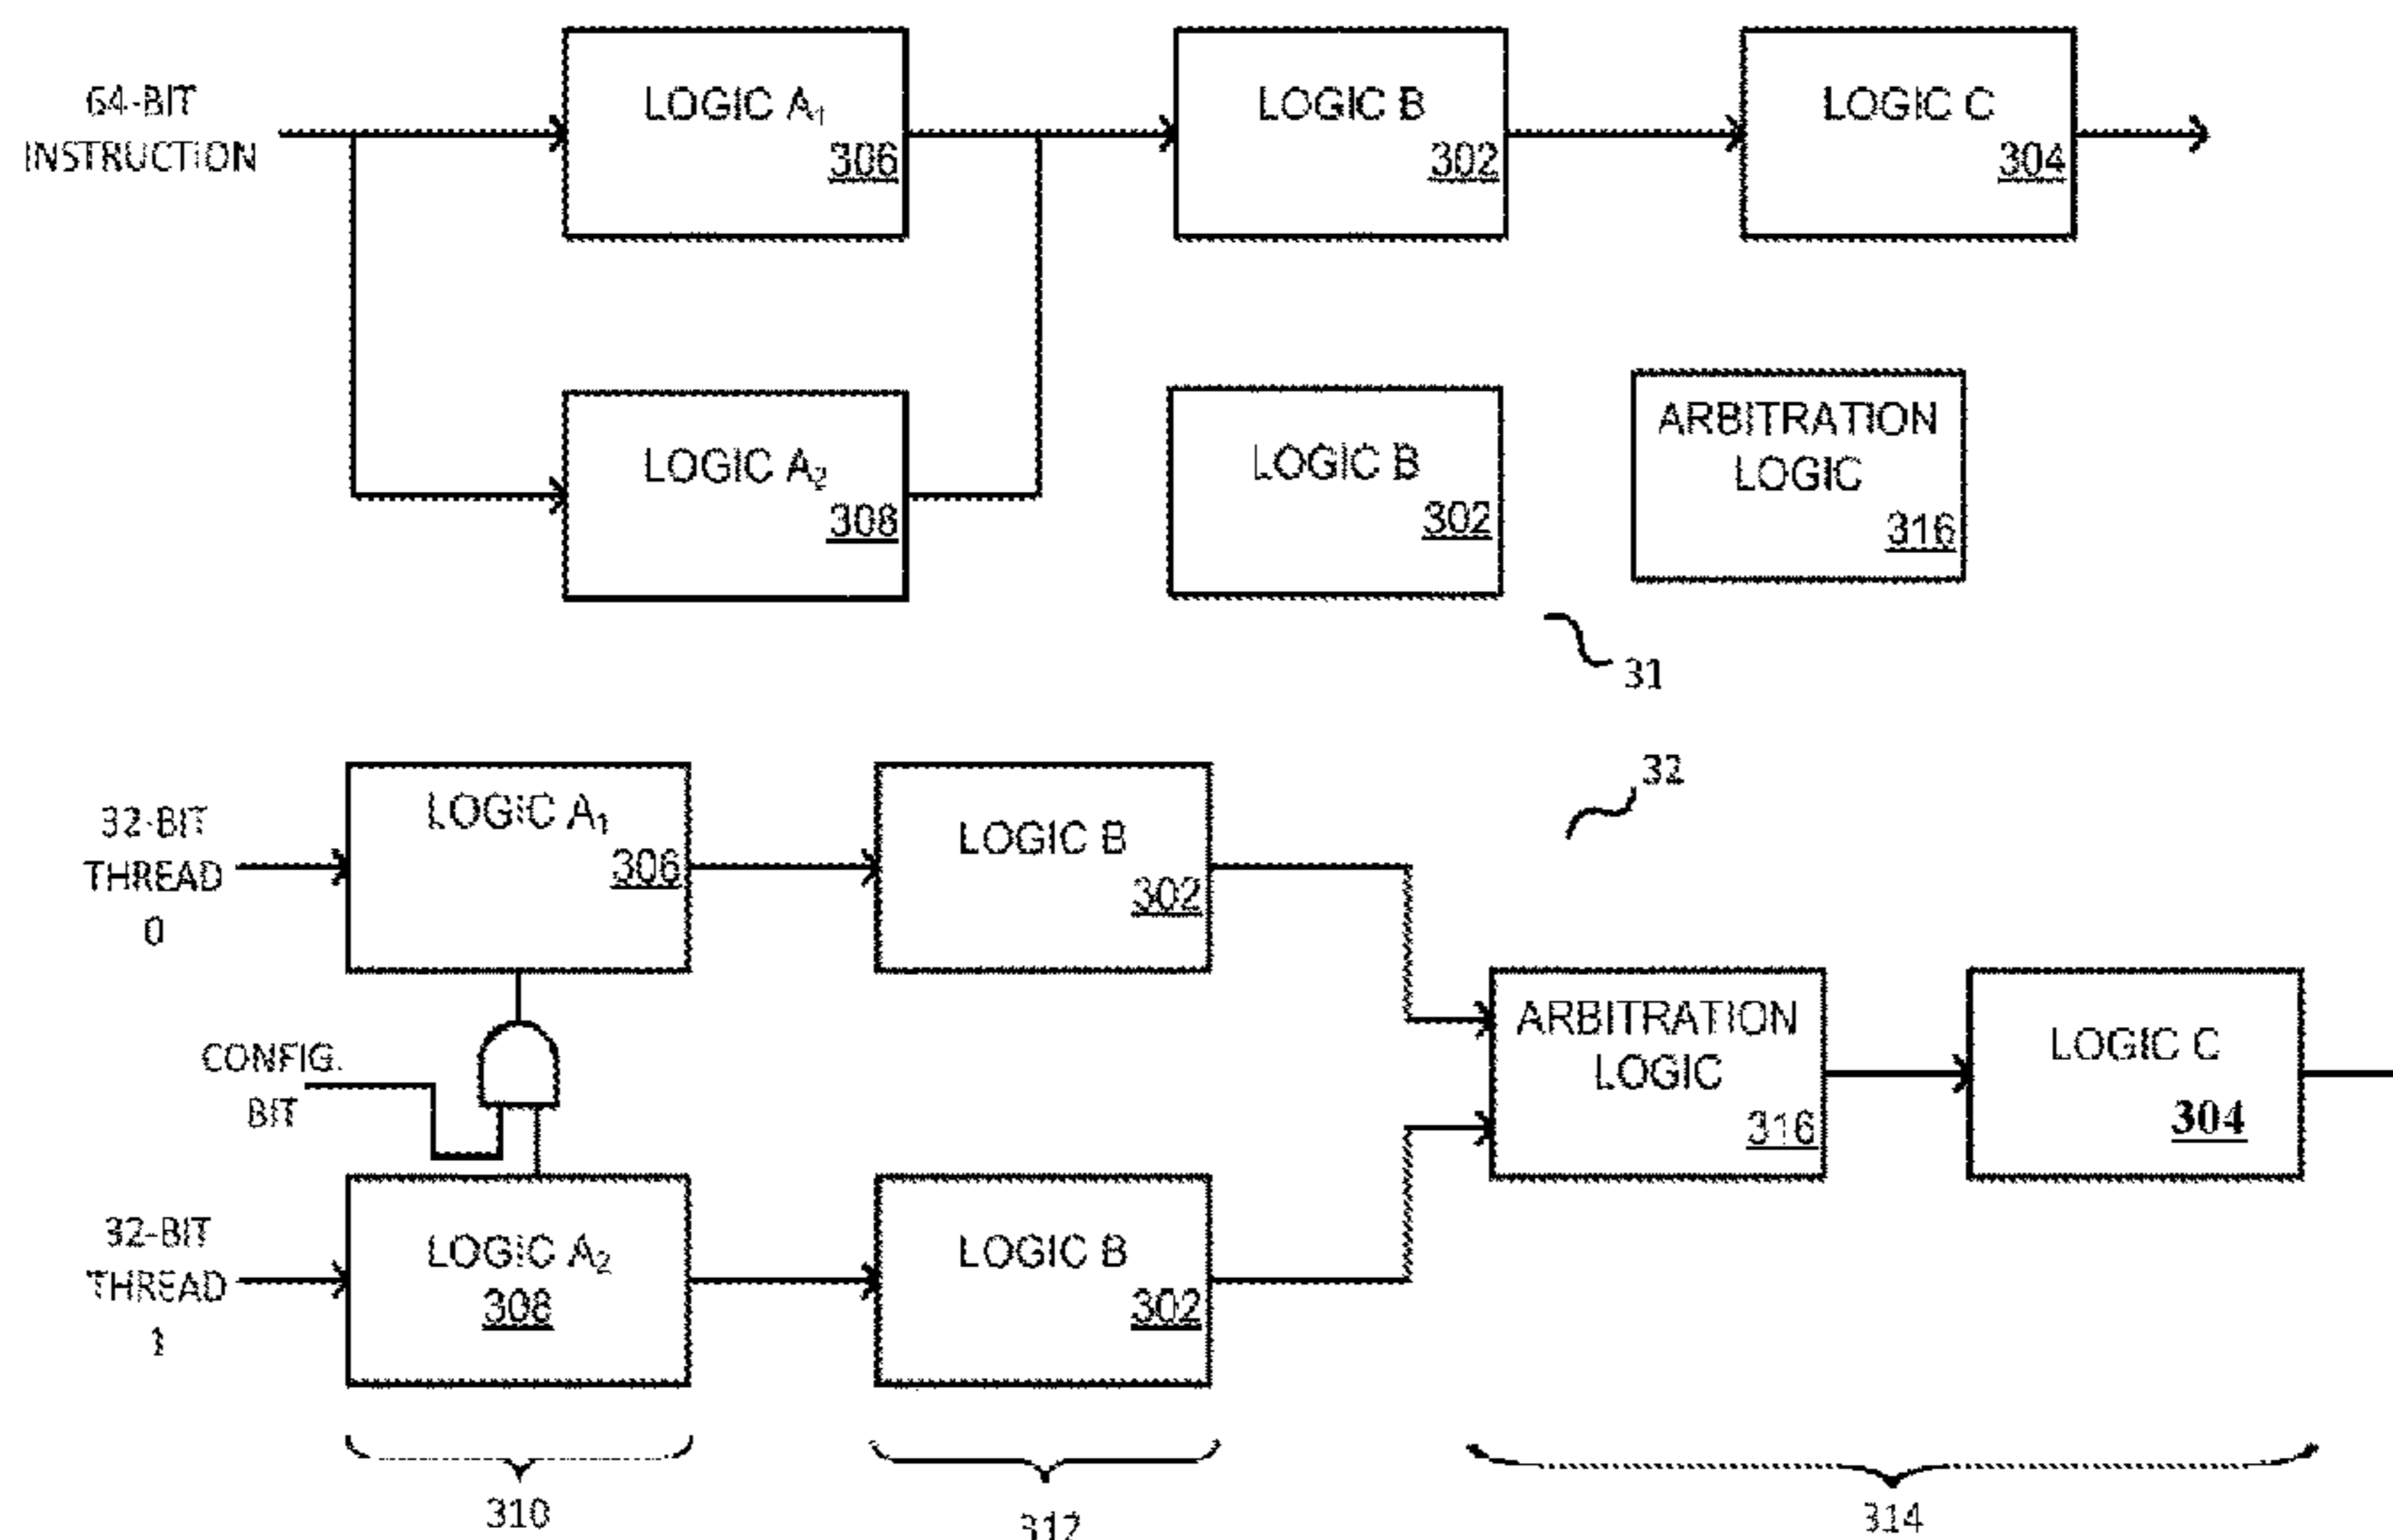 64-BIT
INSTRUCTION
LOGIC A₁
306
LOGIC B
302
LOGIC C
304
LOGIC A₂
308
LOGIC B
302
ARBITRATION
LOGIC
316
31
32
32-BIT
THREAD
0
LOGIC A₁
306
LOGIC B
302
CONFIG.
BIT
ARBITRATION
LOGIC
316
LOGIC C
304
32-BIT
THREAD
1
LOGIC A₂
308
LOGIC B
302
310
312
314